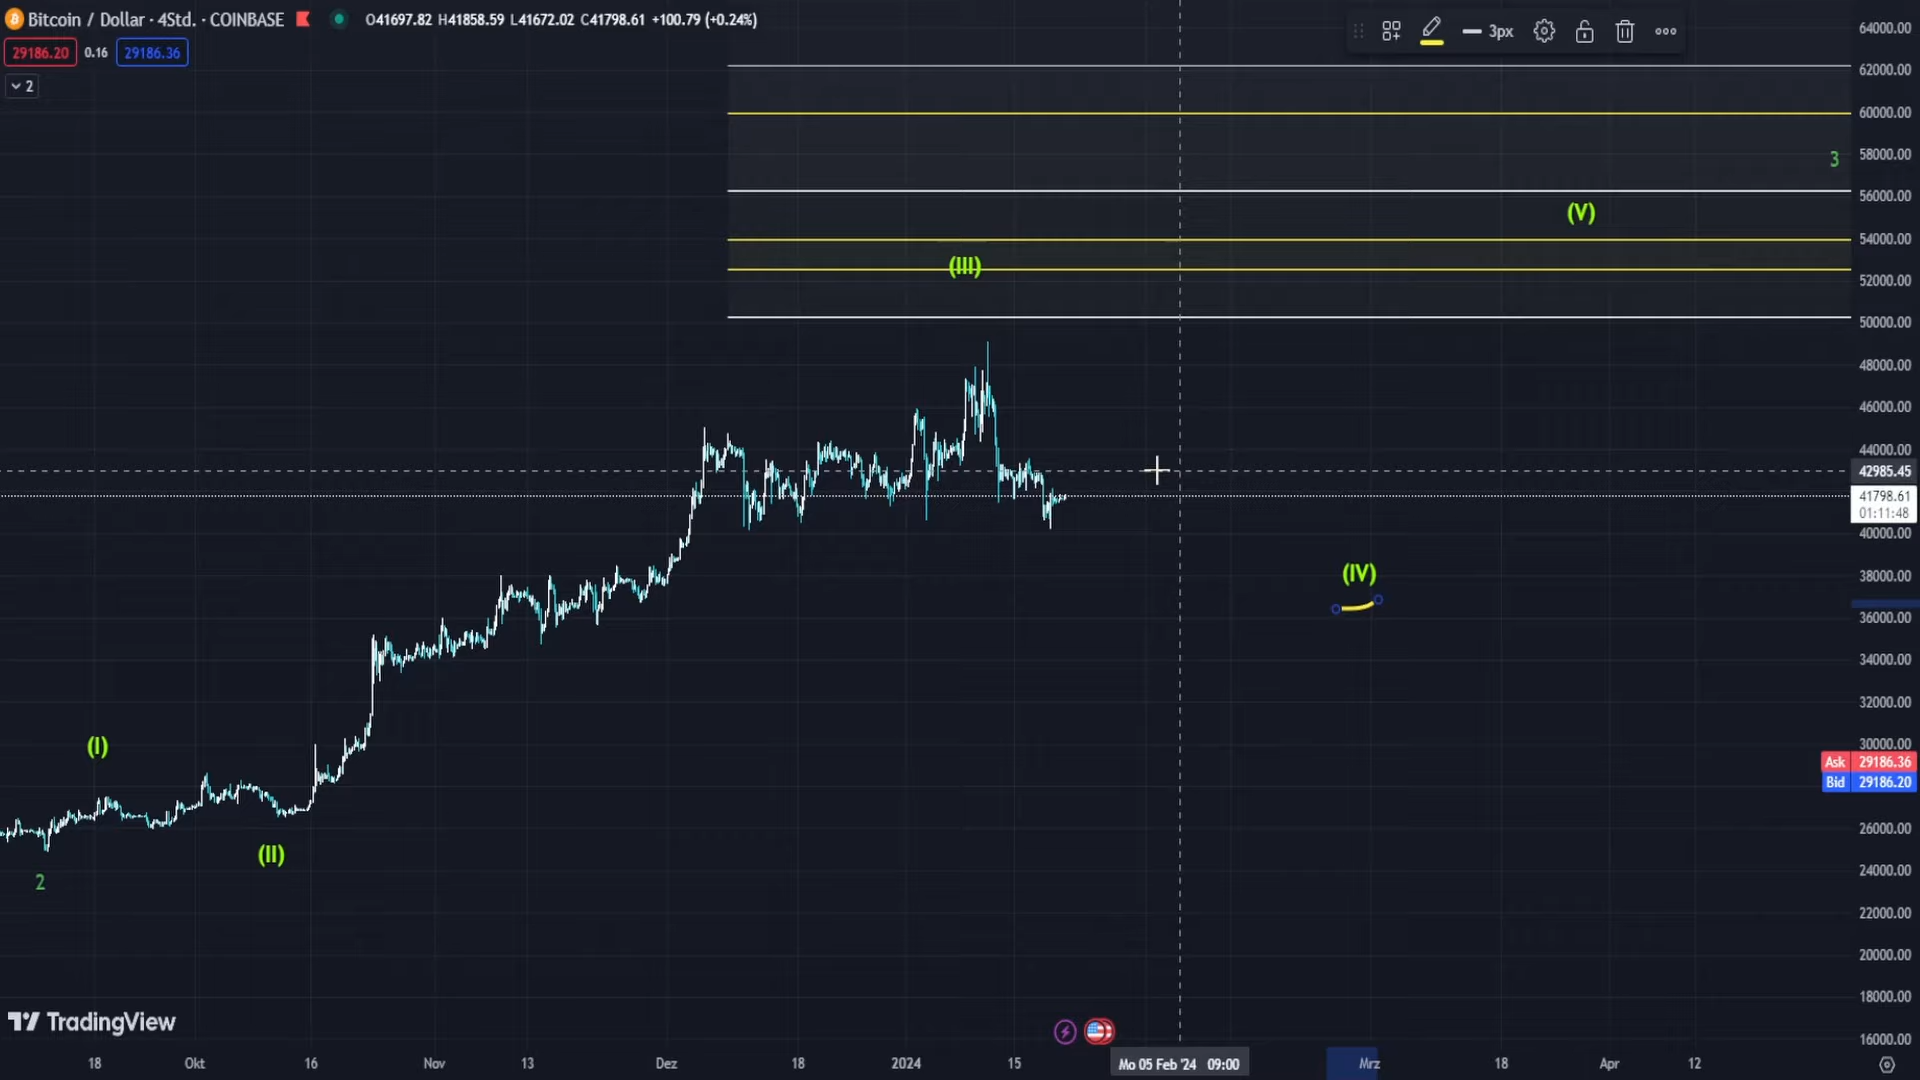 Bitcoin / Dollar · 4Std. · COINBASE O41697.82 H41858.59 L41672.02 C41798.61 +100.79 (+0.24%)
29186.20 0.16 29186.36
2
3px
64000.00
62000.00
60000.00
58000.00
56000.00
54000.00
52000.00
50000.00
48000.00
46000.00
44000.00
42985.45
41798.61
01:11:48
40000.00
38000.00
36000.00
34000.00
32000.00
30000.00
Ask 29186.36
Bid 29186.20
26000.00
24000.00
22000.00
20000.00
18000.00
16000.00
3
(V)
(III)
(IV)
(I)
(II)
2
TradingView
18 Okt 16 Nov 13 Dez 18 2024 15 Mo 05 Feb '24 09:00 Mrz 18 Apr 12